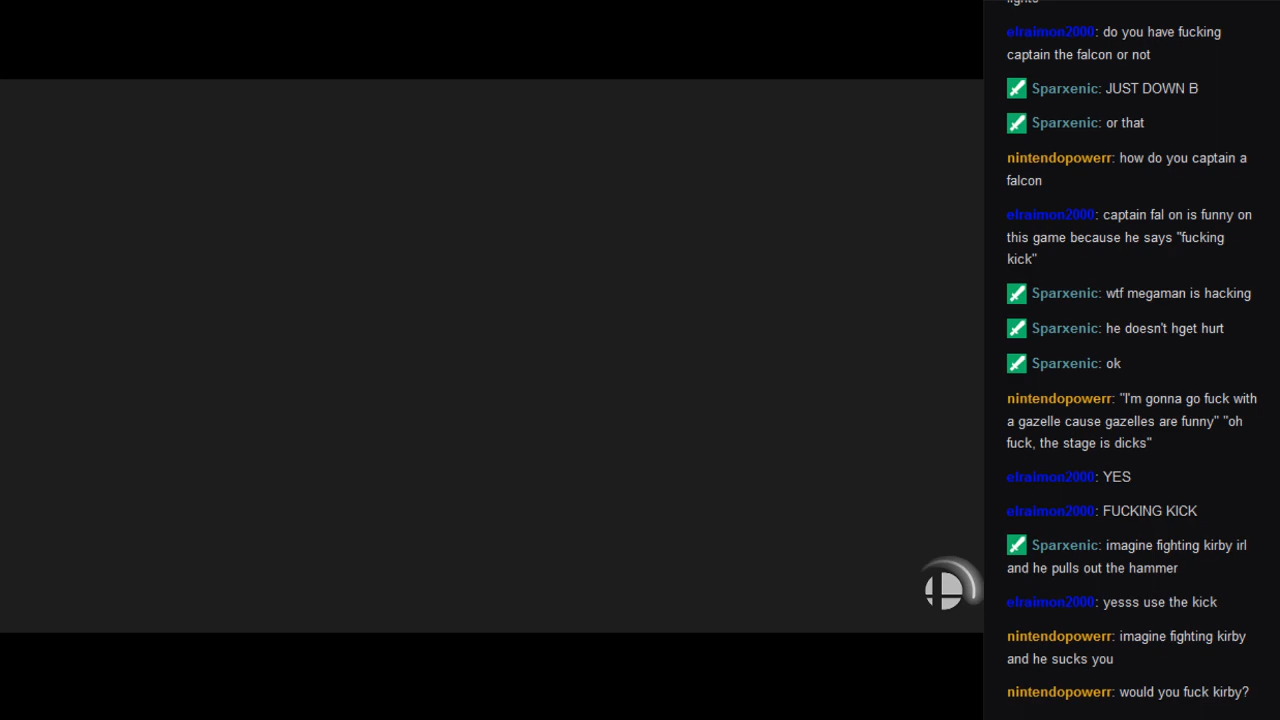 elraimon2000: do you have fucking
captain the falcon or not
Sparxenic: JUST DOWN B
Sparxenic: or that
nintendopowerr: how do you captain a
falcon
elraimon2000: captain fal on is funny on
this game because he says "fucking
kick"
Sparxenic: wtf megaman is hacking
Sparxenic: he doesn't hget hurt
Sparxenic: ok
nintendopowerr: "I'm gonna go fuck with
a gazelle cause gazelles are funny" "oh
fuck, the stage is dicks"
elraimon2000: YES
elraimon2000: FUCKING KICK
Sparxenic: imagine fighting kirby irl
and he pulls out the hammer
elraimon2000: yesss use the kick
nintendopowerr: imagine fighting kirby
and he sucks you
nintendopowerr: would you fuck kirby?